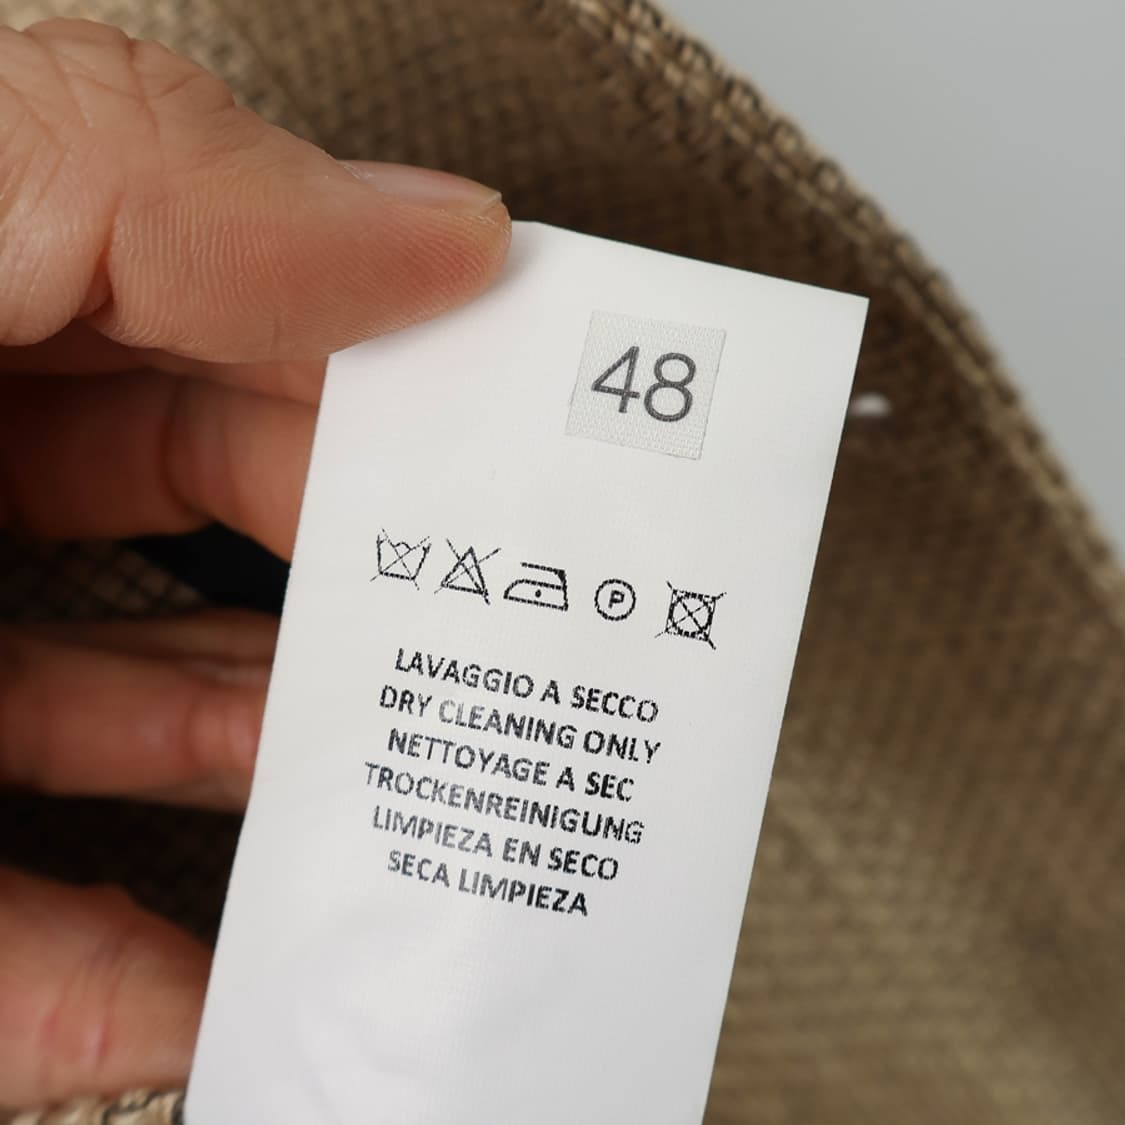 48
P
LAVAGGIO A SECCO
DRY CLEANING ONLY
NETTOYAGE A SEC
TROCKENREINIGUNG
LIMPIEZA EN SECO
SECA LIMPIEZA